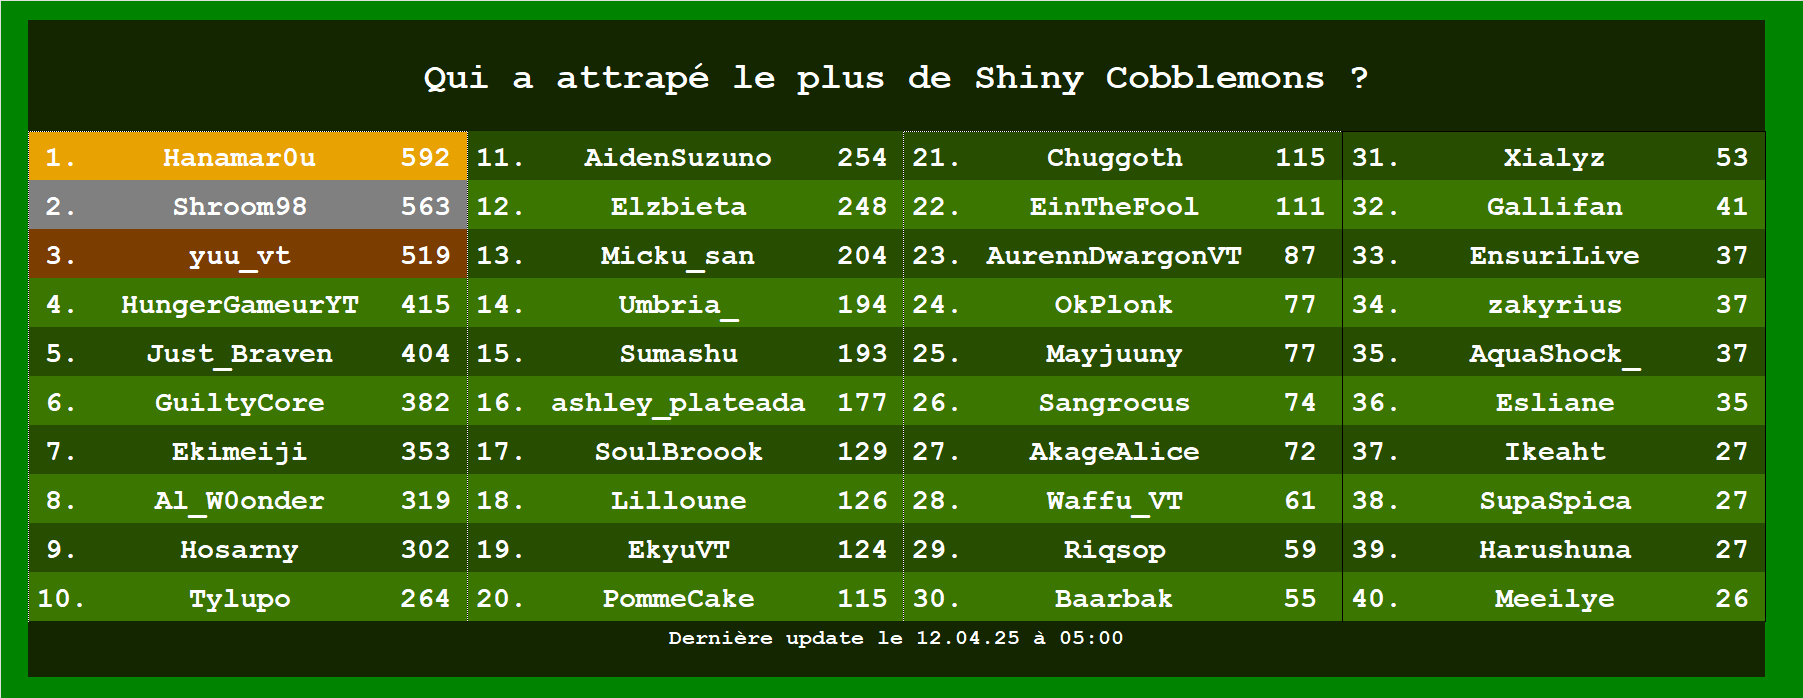 Qui a attrapé le plus de Shiny Cobblemons ?
1. Hanamar0u 592
2. Shroom98 563
3. yuu_vt 519
4. HungerGameurYT 415
5. Just_Braven 404
6. GuiltyCore 382
7. Ekimeiji 353
8. Al_W0onder 319
9. Hosarny 302
10. Tylupo 264
11. AidenSuzuno 254
12. Elzbieta 248
13. Micku_san 204
14. Umbria_ 194
15. Sumashu 193
16. ashley_plateada 177
17. SoulBroook 129
18. Lilloune 126
19. EkyuVT 124
20. PommeCake 115
21. Chuggoth 115
22. EinTheFool 111
23. AurennDwargonVT 87
24. OkPlonk 77
25. Mayjuuny 77
26. Sangrocus 74
27. AkageAlice 72
28. Waffu_VT 61
29. Riqsop 59
30. Baarbak 55
31. Xialyz 53
32. Gallifan 41
33. EnsuriLive 37
34. zakyrius 37
35. AquaShock_ 37
36. Esliane 35
37. Ikeaht 27
38. SupaSpica 27
39. Harushuna 27
40. Meeilye 26
Dernière update le 12.04.25 à 05:00